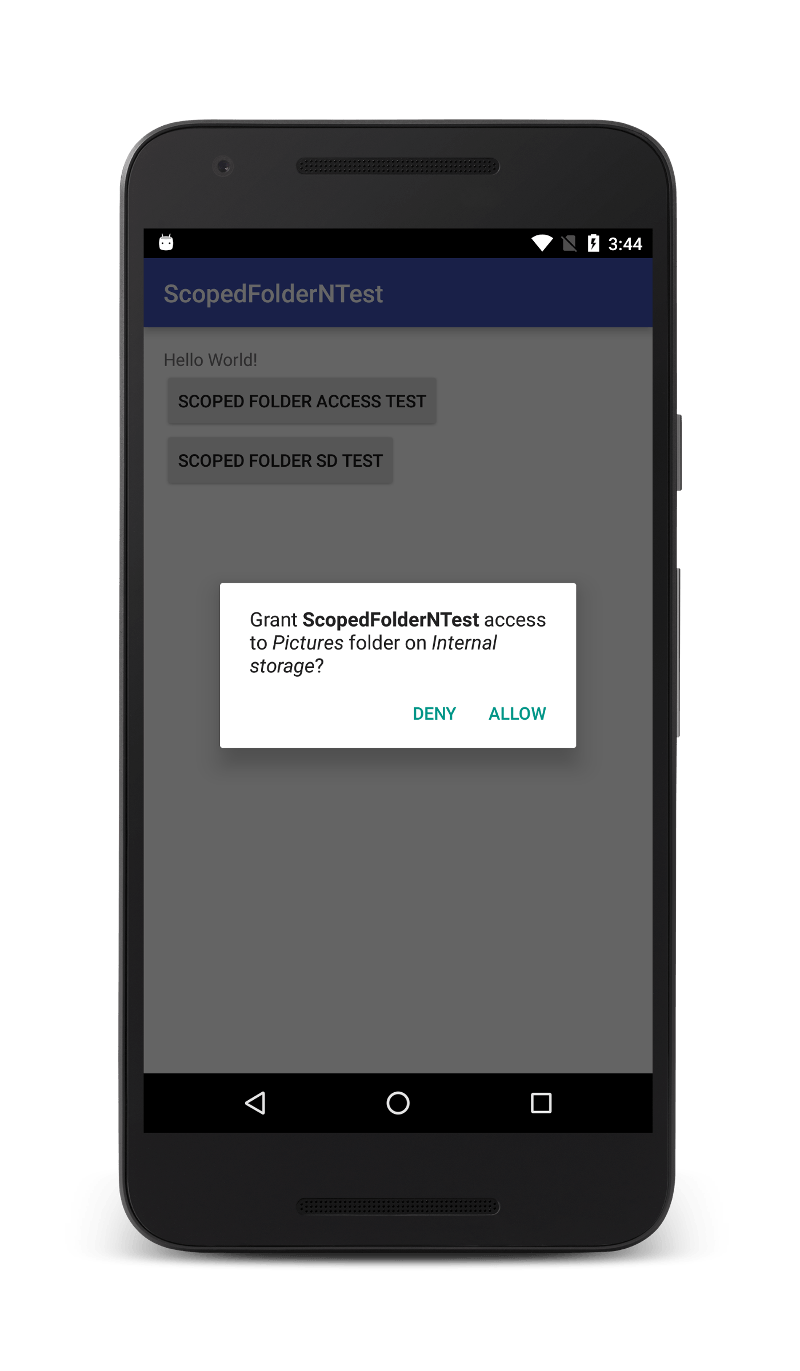 3:44
ScopedFolderNTest
Hello World!
SCOPED FOLDER ACCESS TEST
SCOPED FOLDER SD TEST
Grant ScopedFolderNTest access
to Pictures folder on Internal
storage?
DENY ALLOW